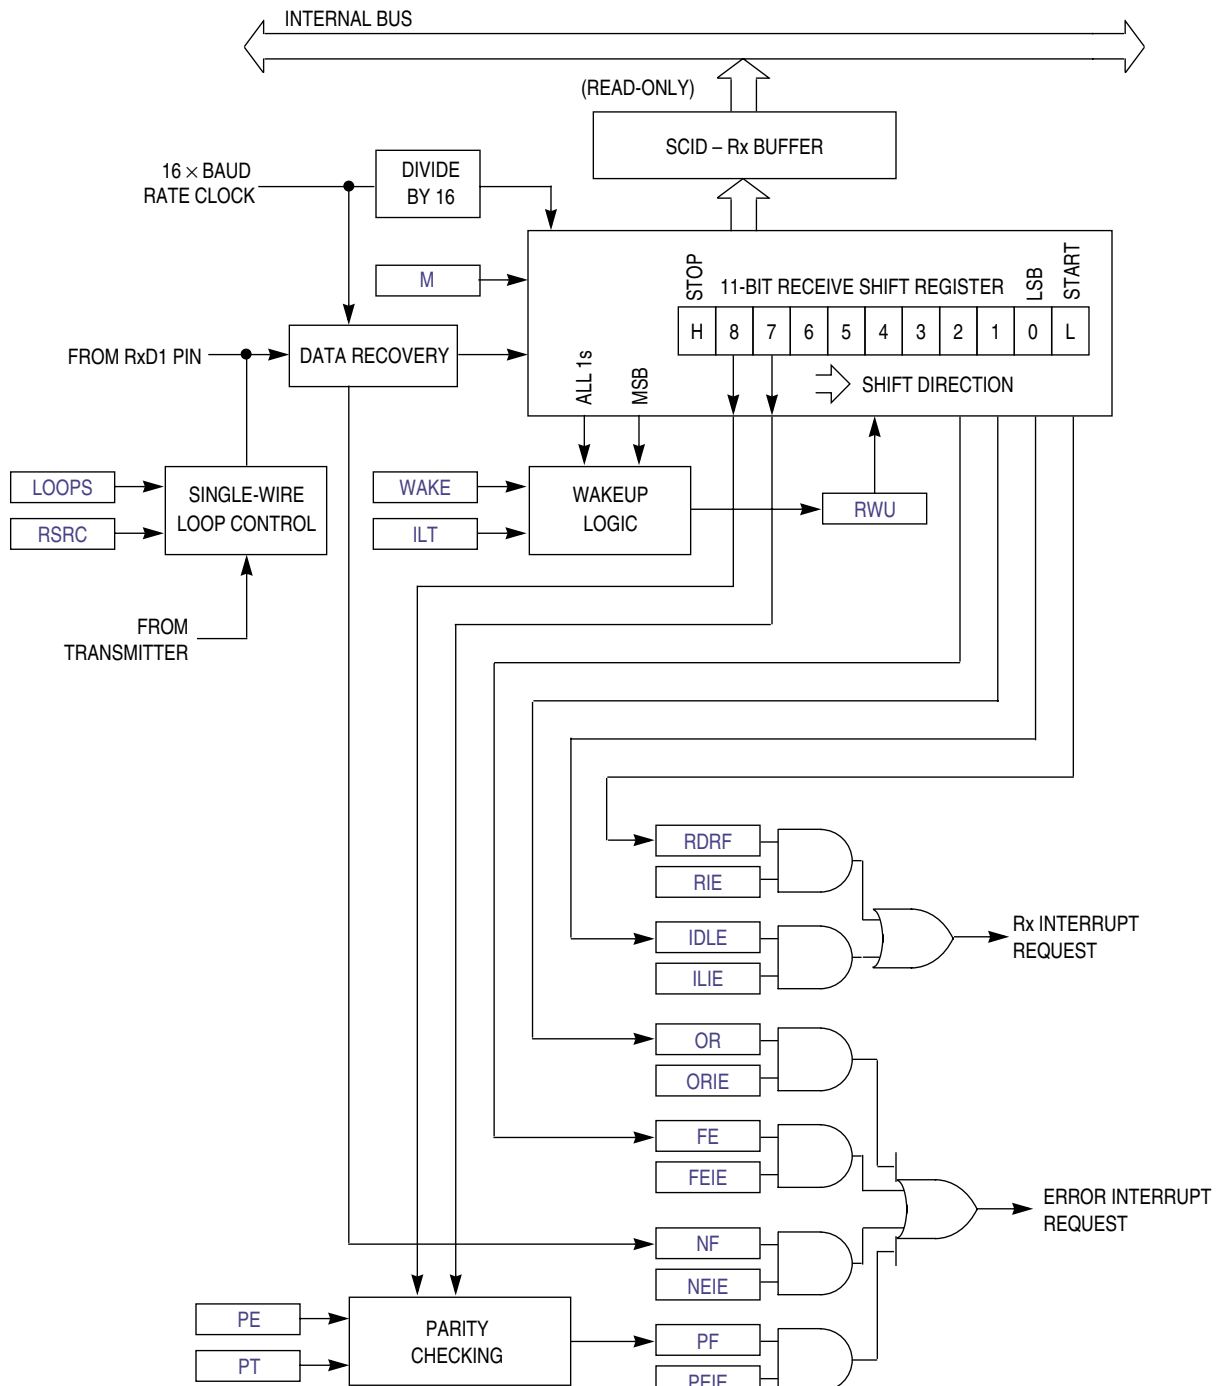 INTERNAL BUS
(READ-ONLY)
SCID – Rx BUFFER
16 × BAUD
RATE CLOCK
DIVIDE
BY 16
M
STOP
11-BIT RECEIVE SHIFT REGISTER
LSB
START
H 8 7 6 5 4 3 2 1 0 L
FROM RxD1 PIN
DATA RECOVERY
ALL 1s
MSB
SHIFT DIRECTION
LOOPS
RSRC
SINGLE-WIRE
LOOP CONTROL
WAKE
ILT
WAKEUP
LOGIC
RWU
FROM
TRANSMITTER
RDRF
RIE
IDLE
ILIE
Rx INTERRUPT
REQUEST
OR
ORIE
FE
FEIE
ERROR INTERRUPT
REQUEST
NF
NEIE
PE
PT
PARITY
CHECKING
PF
PEIE